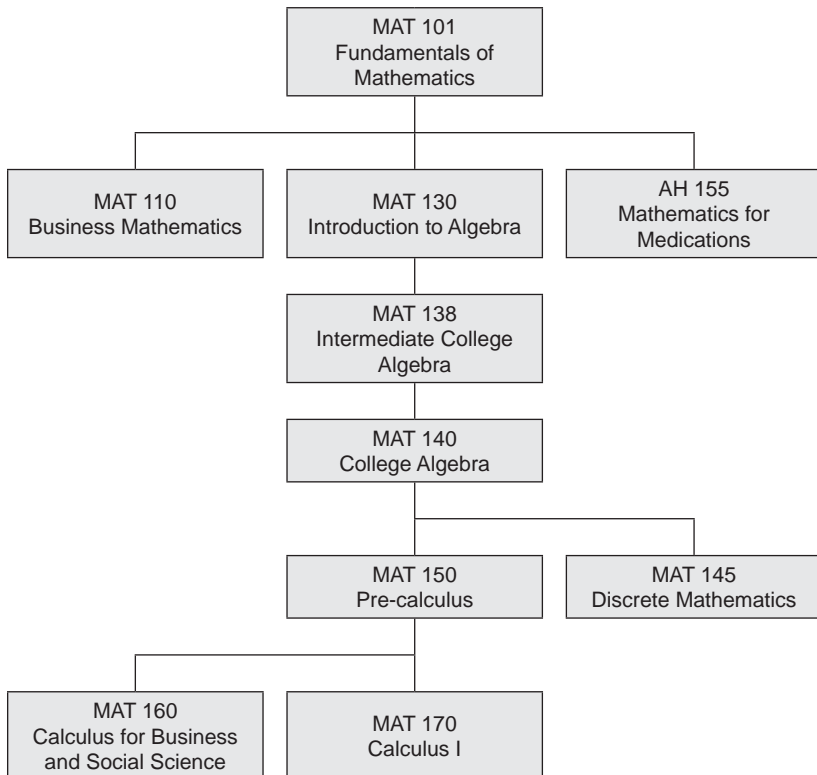 MAT 101
Fundamentals of
Mathematics
MAT 110
Business Mathematics
MAT 130
Introduction to Algebra
AH 155
Mathematics for
Medications
MAT 138
Intermediate College
Algebra
MAT 140
College Algebra
MAT 150
Pre-calculus
MAT 145
Discrete Mathematics
MAT 160
Calculus for Business
and Social Science
MAT 170
Calculus I